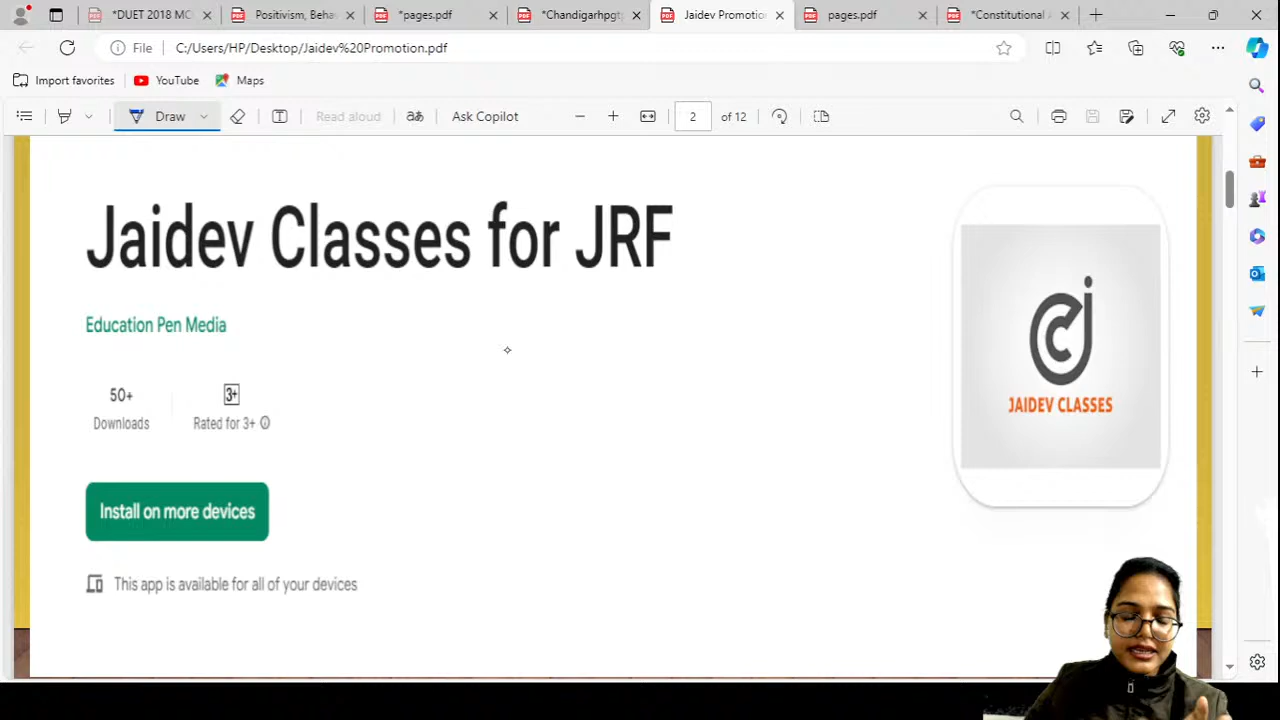 *DUET 2018 MC
Positivism, Beha
*pages.pdf
*Chandigarhpgt
Jaidev Promotio
pages.pdf
*Constitutional A
File
C:/Users/HP/Desktop/Jaidev%20Promotion.pdf
Import favorites
YouTube
Maps
Draw
Read aloud
aあ
Ask Copilot
2
of 12
Jaidev Classes for JRF
Education Pen Media
50+
3+
Downloads
Rated for 3+
JAIDEV CLASSES
Install on more devices
This app is available for all of your devices